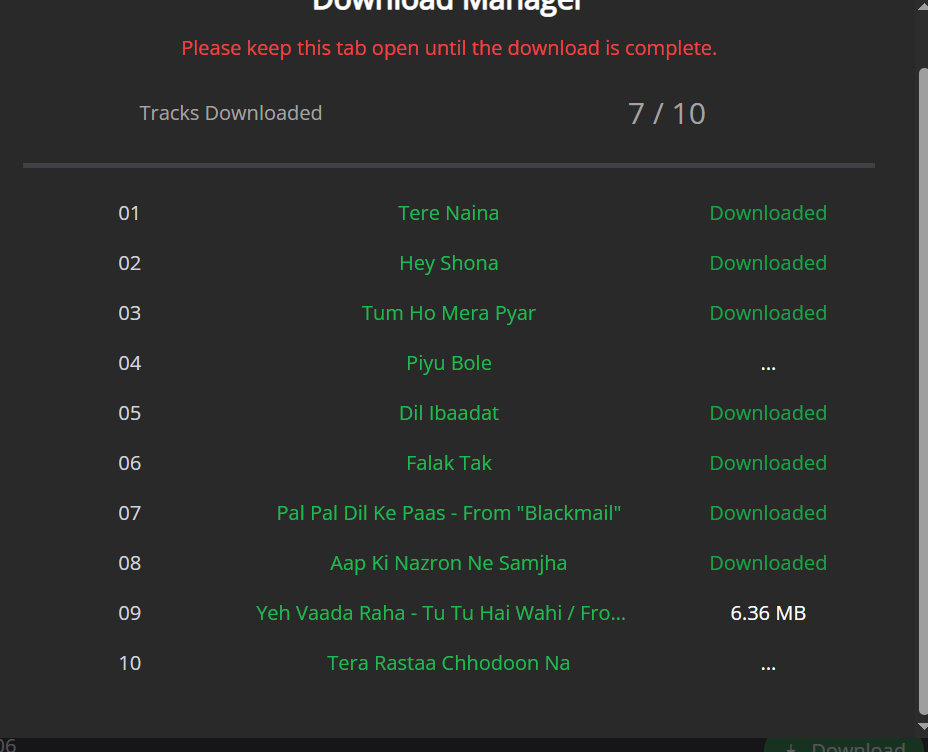 Download Manager
Please keep this tab open until the download is complete.
Tracks Downloaded 7 / 10
01 Tere Naina Downloaded
02 Hey Shona Downloaded
03 Tum Ho Mera Pyar Downloaded
04 Piyu Bole ...
05 Dil Ibaadat Downloaded
06 Falak Tak Downloaded
07 Pal Pal Dil Ke Paas - From "Blackmail" Downloaded
08 Aap Ki Nazron Ne Samjha Downloaded
09 Yeh Vaada Raha - Tu Tu Hai Wahi / Fro... 6.36 MB
10 Tera Rastaa Chhodoon Na ...
06 Download